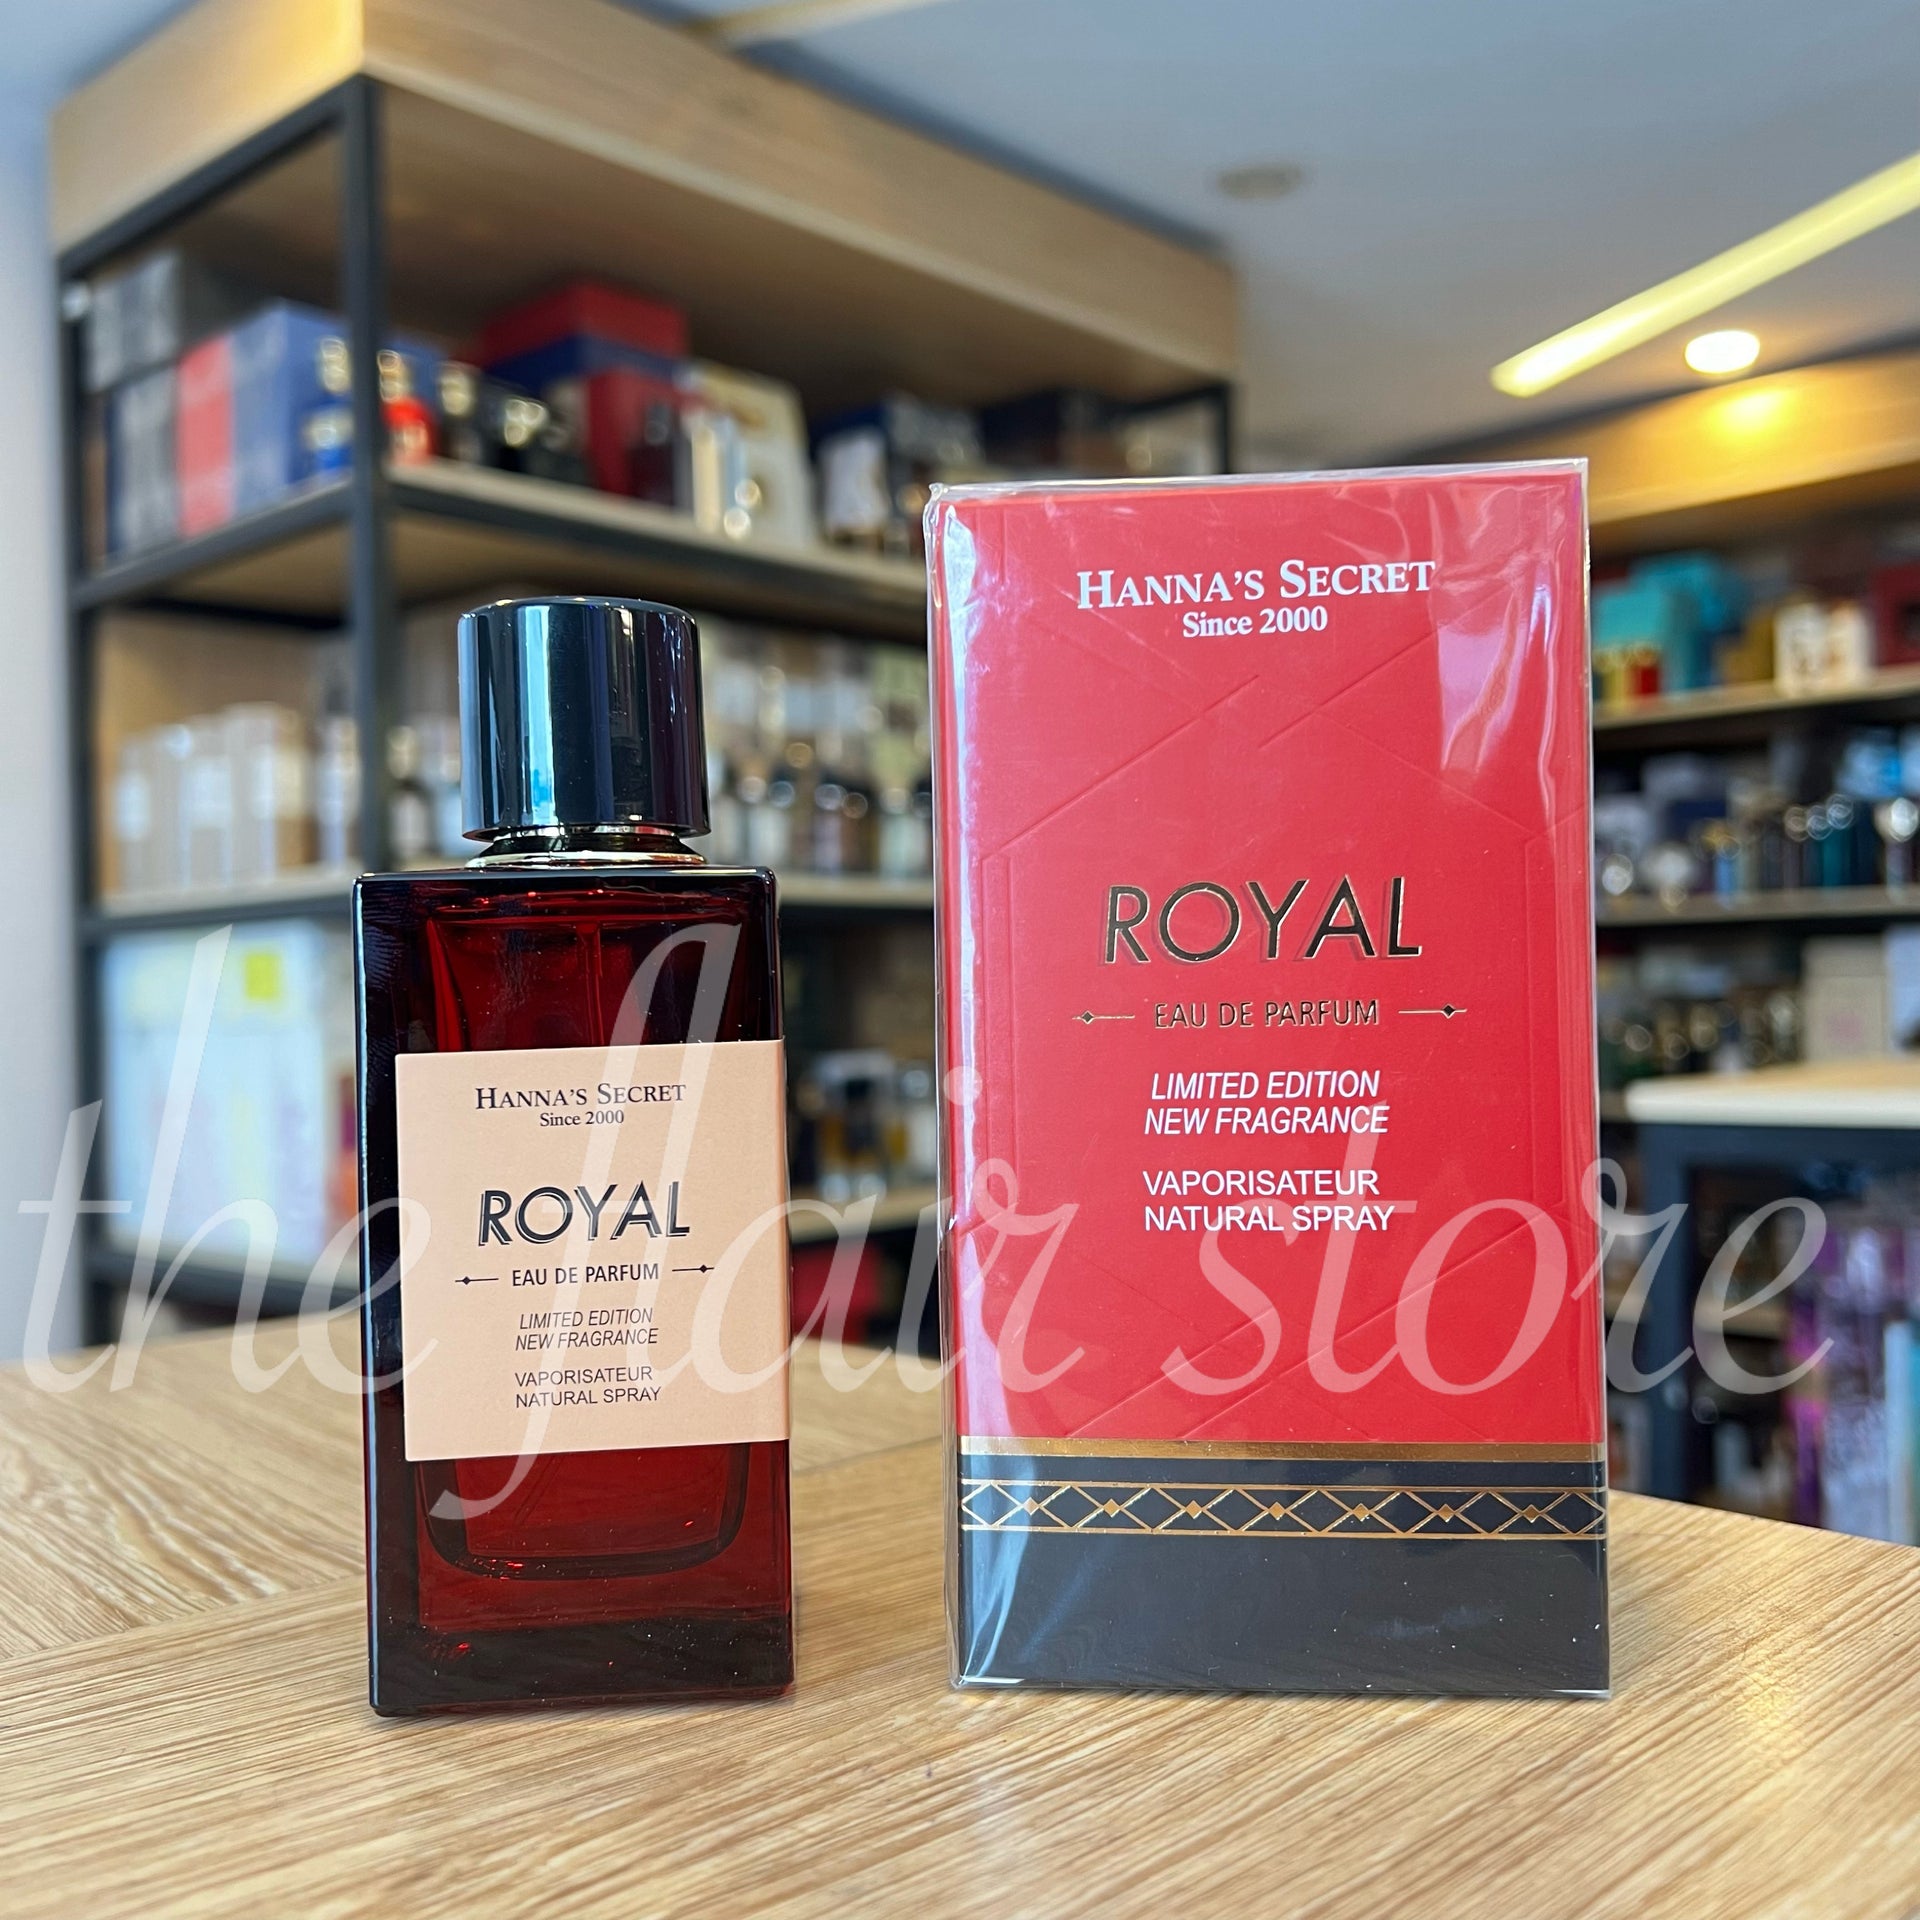 HANNA'S SECRET
Since 2000
ROYAL
EAU DE PARFUM
LIMITED EDITION
NEW FRAGRANCE
VAPORISATEUR
NATURAL SPRAY
HANNA'S SECRET
Since 2000
ROYAL
EAU DE PARFUM
LIMITED EDITION
NEW FRAGRANCE
VAPORISATEUR
NATURAL SPRAY
the flair store